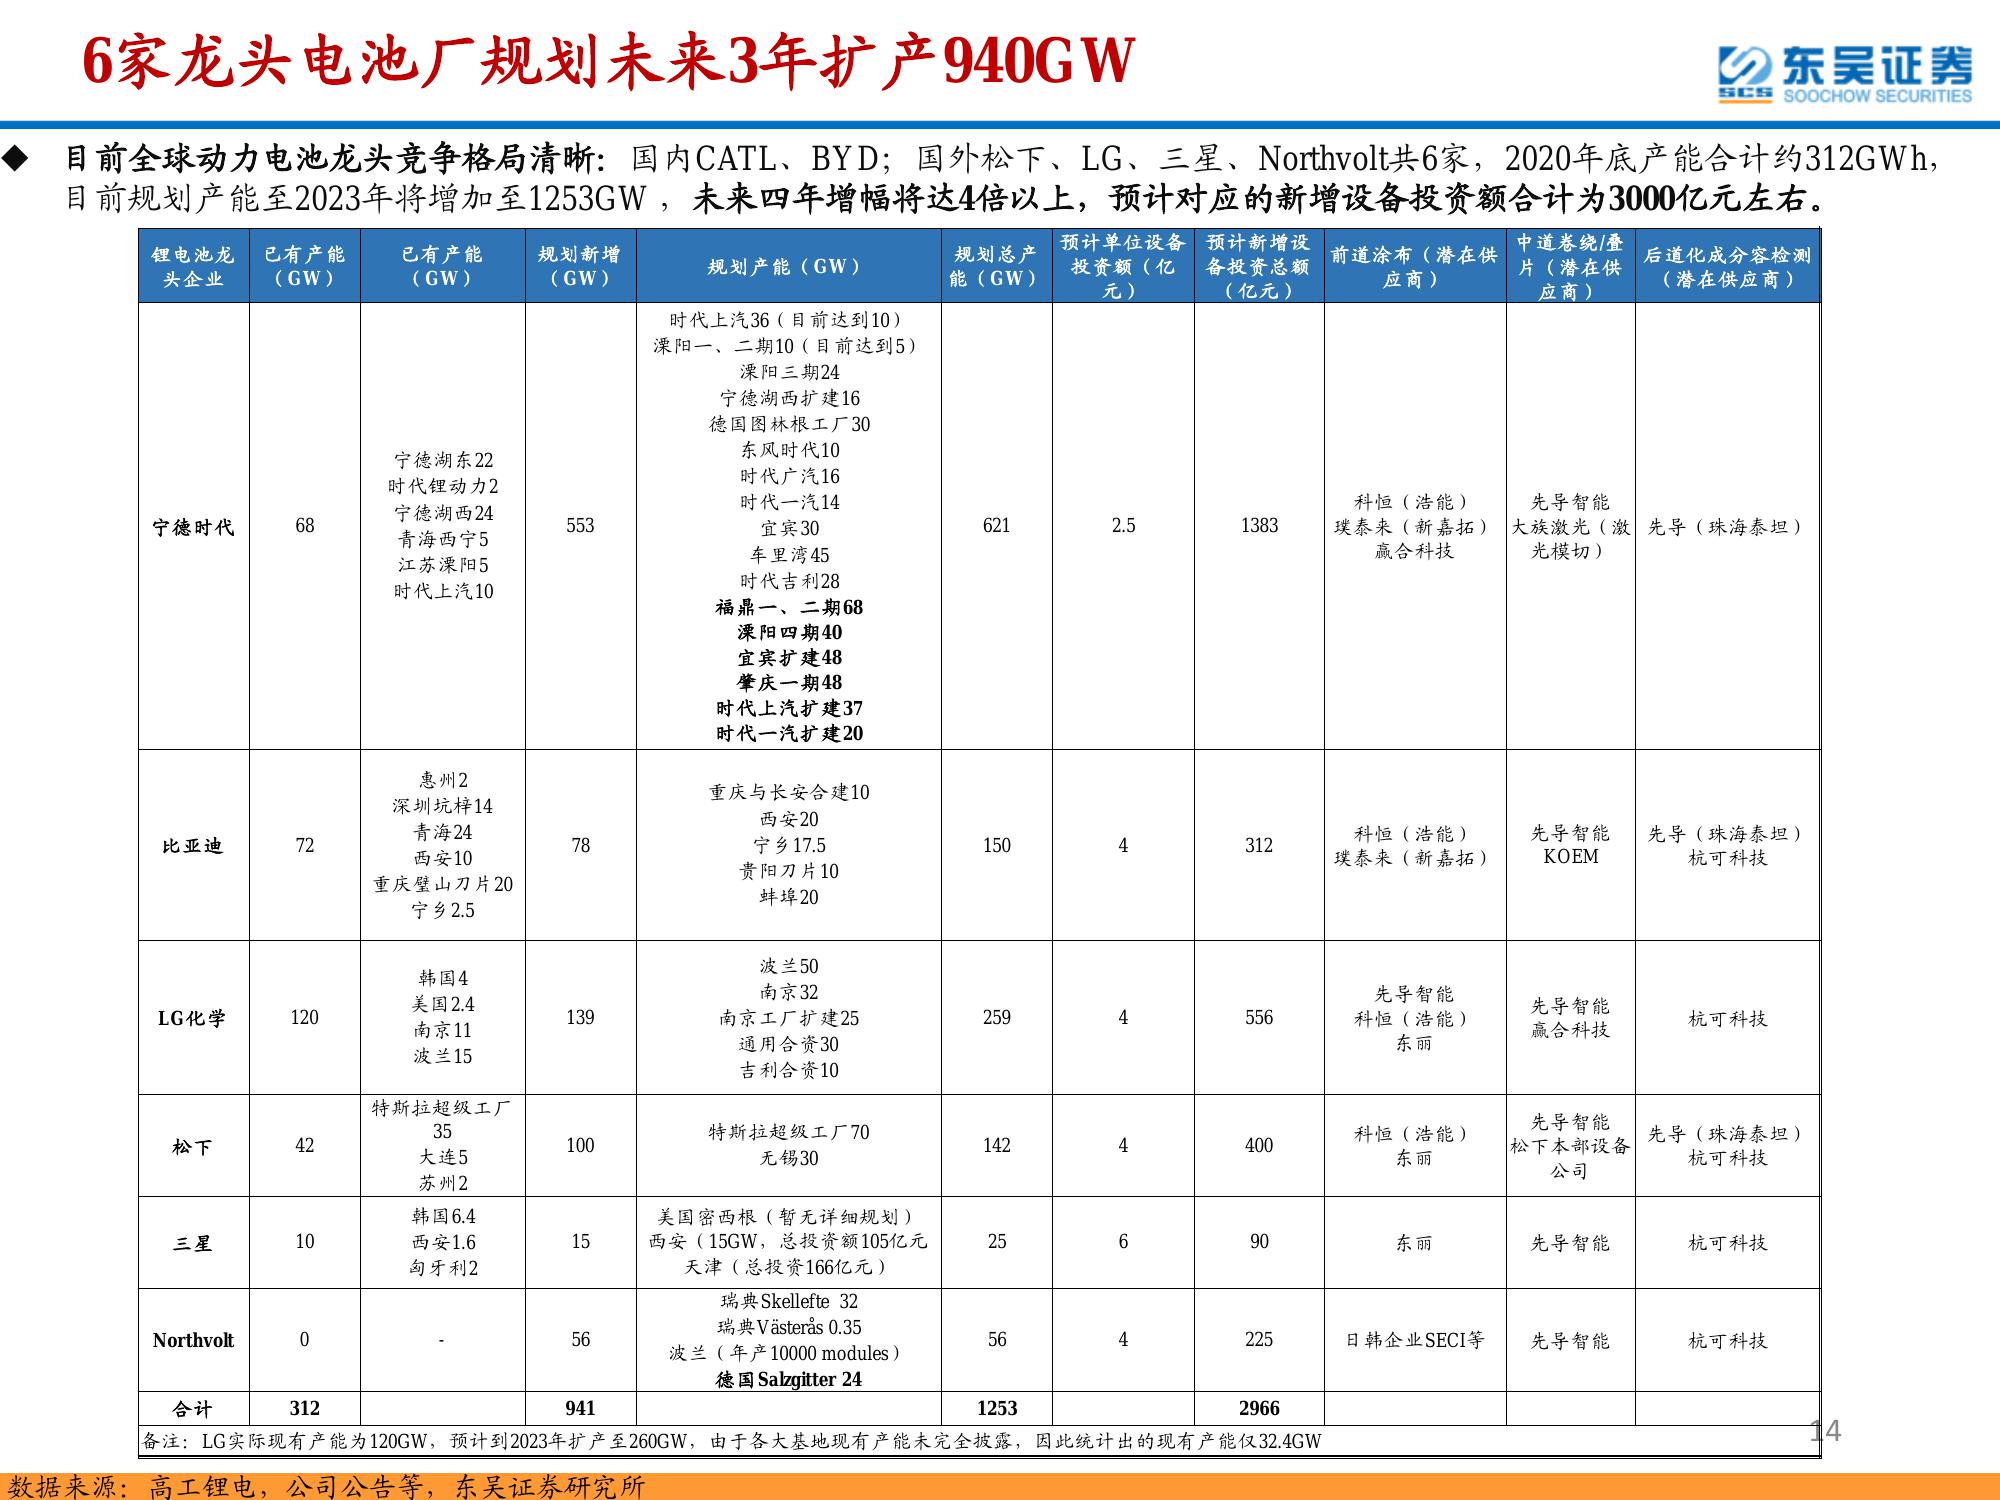 6家龙头电池厂规划未来3年扩产940GW
东吴证券
SCS SOOCHOW SECURITIES
◆ 目前全球动力电池龙头竞争格局清晰：国内CATL、BYD；国外松下、LG、三星、Northvolt共6家，2020年底产能合计约312GWh，
目前规划产能至2023年将增加至1253GW ，未来四年增幅将达4倍以上，预计对应的新增设备投资额合计为3000亿元左右。
锂电池龙
头企业
已有产能
（GW）
已有产能
（GW）
规划新增
（GW）
规划产能（GW）
规划总产
能（GW）
预计单位设备
投资额（亿
元）
预计新增设
备投资总额
（亿元）
前道涂布（潜在供
应商）
中道卷绕/叠
片（潜在供
应商）
后道化成分容检测
（潜在供应商）
宁德时代
68
宁德湖东22
时代锂动力2
宁德湖西24
青海西宁5
江苏溧阳5
时代上汽10
553
时代上汽36（目前达到10）
溧阳一、二期10（目前达到5）
溧阳三期24
宁德湖西扩建16
德国图林根工厂30
东风时代10
时代广汽16
时代一汽14
宜宾30
车里湾45
时代吉利28
福鼎一、二期68
溧阳四期40
宜宾扩建48
肇庆一期48
时代上汽扩建37
时代一汽扩建20
621
2.5
1383
科恒（浩能）
璞泰来（新嘉拓）
赢合科技
先导智能
大族激光（激
光模切）
先导（珠海泰坦）
比亚迪
72
惠州2
深圳坑梓14
青海24
西安10
重庆璧山刀片20
宁乡2.5
78
重庆与长安合建10
西安20
宁乡17.5
贵阳刀片10
蚌埠20
150
4
312
科恒（浩能）
璞泰来（新嘉拓）
先导智能
KOEM
先导（珠海泰坦）
杭可科技
LG化学
120
韩国4
美国2.4
南京11
波兰15
139
波兰50
南京32
南京工厂扩建25
通用合资30
吉利合资10
259
4
556
先导智能
科恒（浩能）
东丽
先导智能
赢合科技
杭可科技
松下
42
特斯拉超级工厂
35
大连5
苏州2
100
特斯拉超级工厂70
无锡30
142
4
400
科恒（浩能）
东丽
先导智能
松下本部设备
公司
先导（珠海泰坦）
杭可科技
三星
10
韩国6.4
西安1.6
匈牙利2
15
美国密西根（暂无详细规划）
西安（15GW，总投资额105亿元
天津（总投资166亿元）
25
6
90
东丽
先导智能
杭可科技
Northvolt
0
-
56
瑞典Skellefte 32
瑞典Västerås 0.35
波兰（年产10000 modules）
德国Salzgitter 24
56
4
225
日韩企业SECI等
先导智能
杭可科技
合计
312
941
1253
2966
备注：LG实际现有产能为120GW，预计到2023年扩产至260GW，由于各大基地现有产能未完全披露，因此统计出的现有产能仅32.4GW
14
数据来源：高工锂电，公司公告等，东吴证券研究所